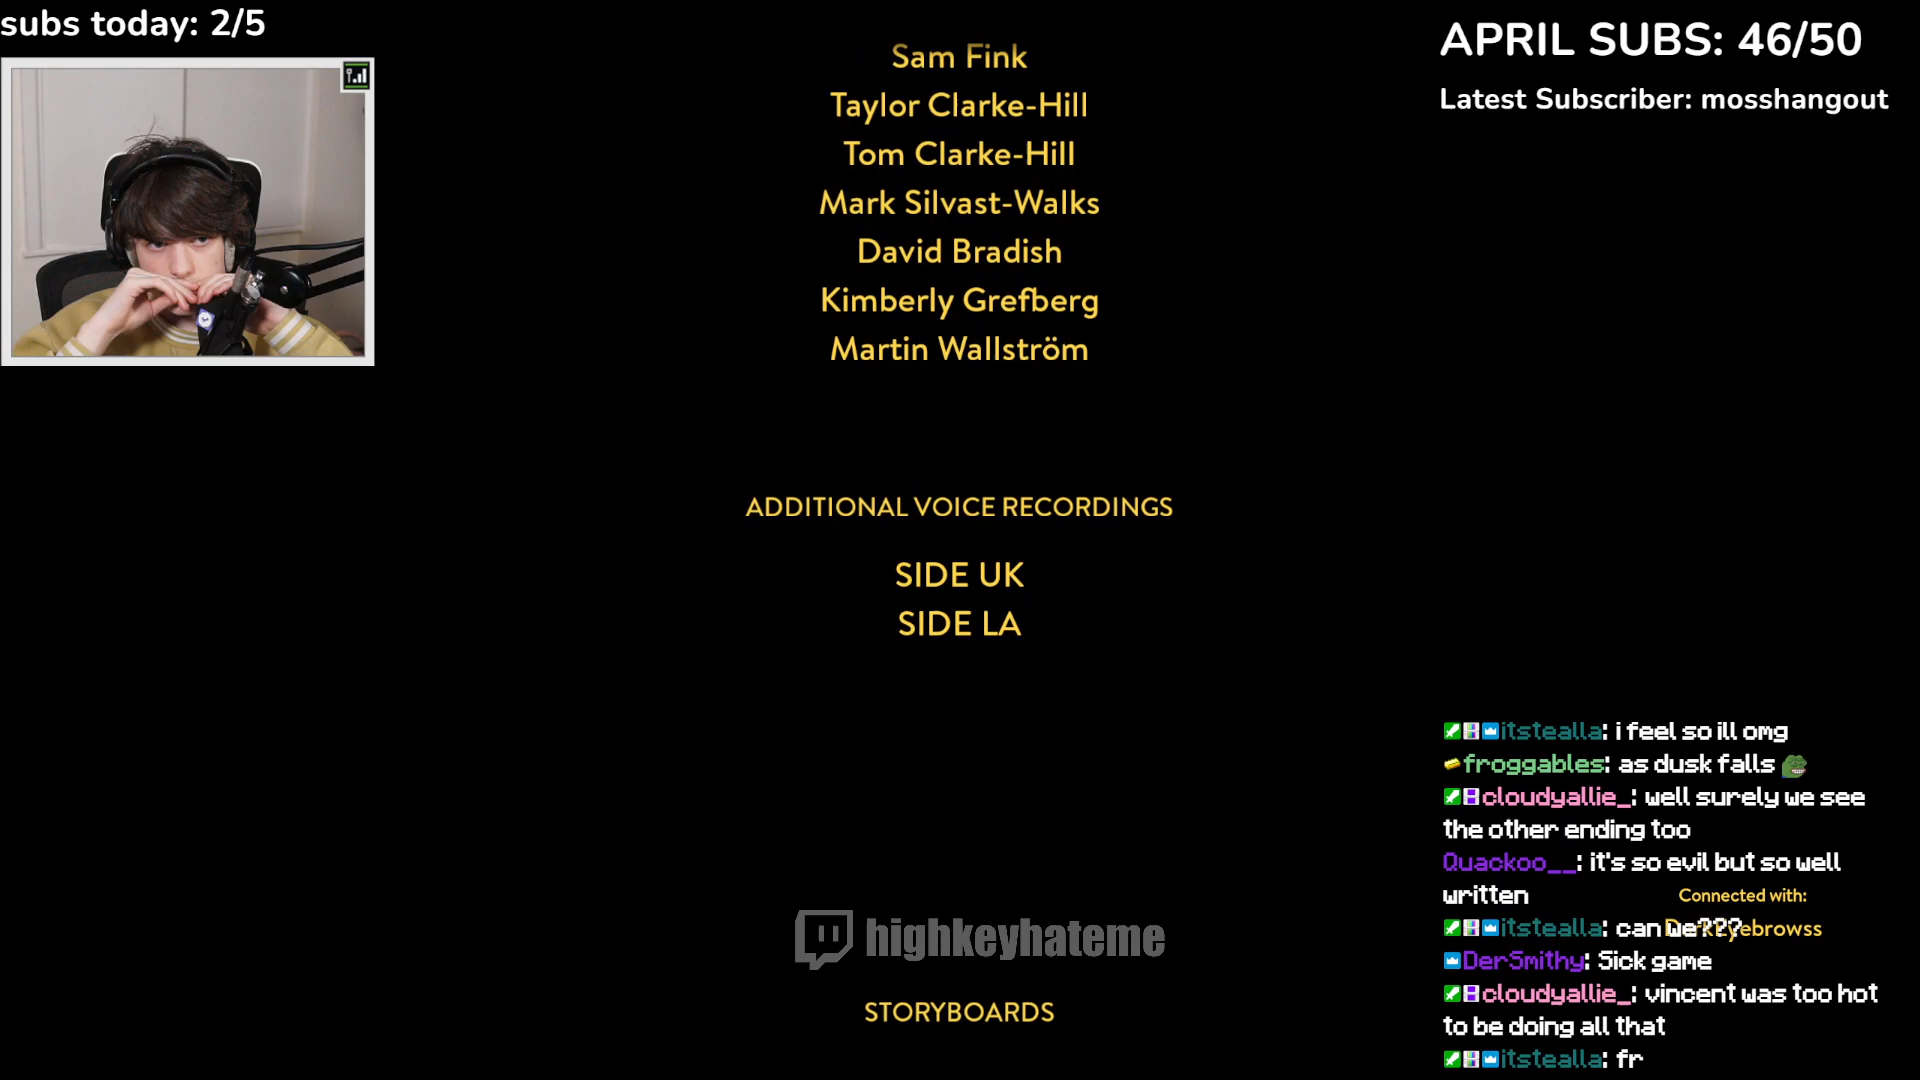 subs today: 2/5
APRIL SUBS: 46/50
Latest Subscriber: mosshangout
Sam Fink
Taylor Clarke-Hill
Tom Clarke-Hill
Mark Silvast-Walks
David Bradish
Kimberly Grefberg
Martin Wallström
ADDITIONAL VOICE RECORDINGS
SIDE UK
SIDE LA
highkeyhateme
STORYBOARDS
itstealla: i feel so ill omg
froggables: as dusk falls
cloudyallie_: well surely we see
the other ending too
Quackoo__: it's so evil but so well
written
Connected with:
itstealla: can we???
DerSmithy: Sick game
cloudyallie_: vincent was too hot
to be doing all that
itstealla: fr